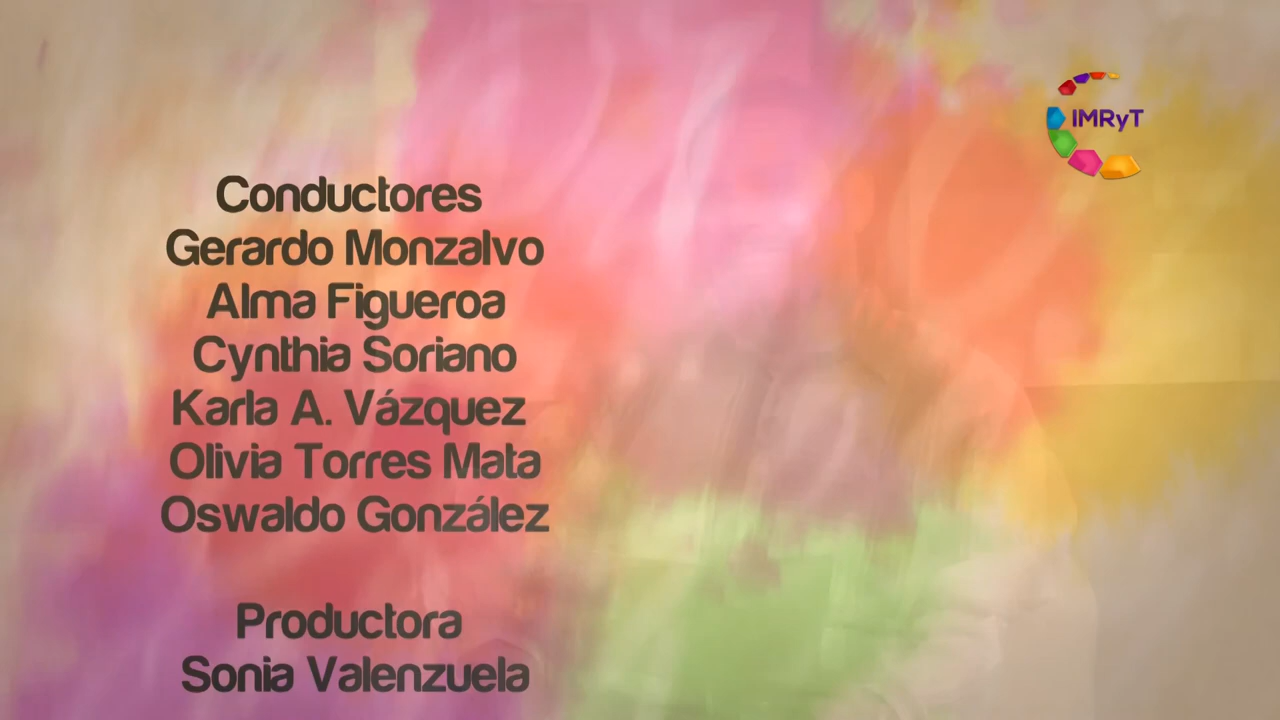 IMRyT
Conductores
Gerardo Monzalvo
Alma Figueroa
Cynthia Soriano
Karla A. Vázquez
Olivia Torres Mata
Oswaldo González
Productora
Sonia Valenzuela